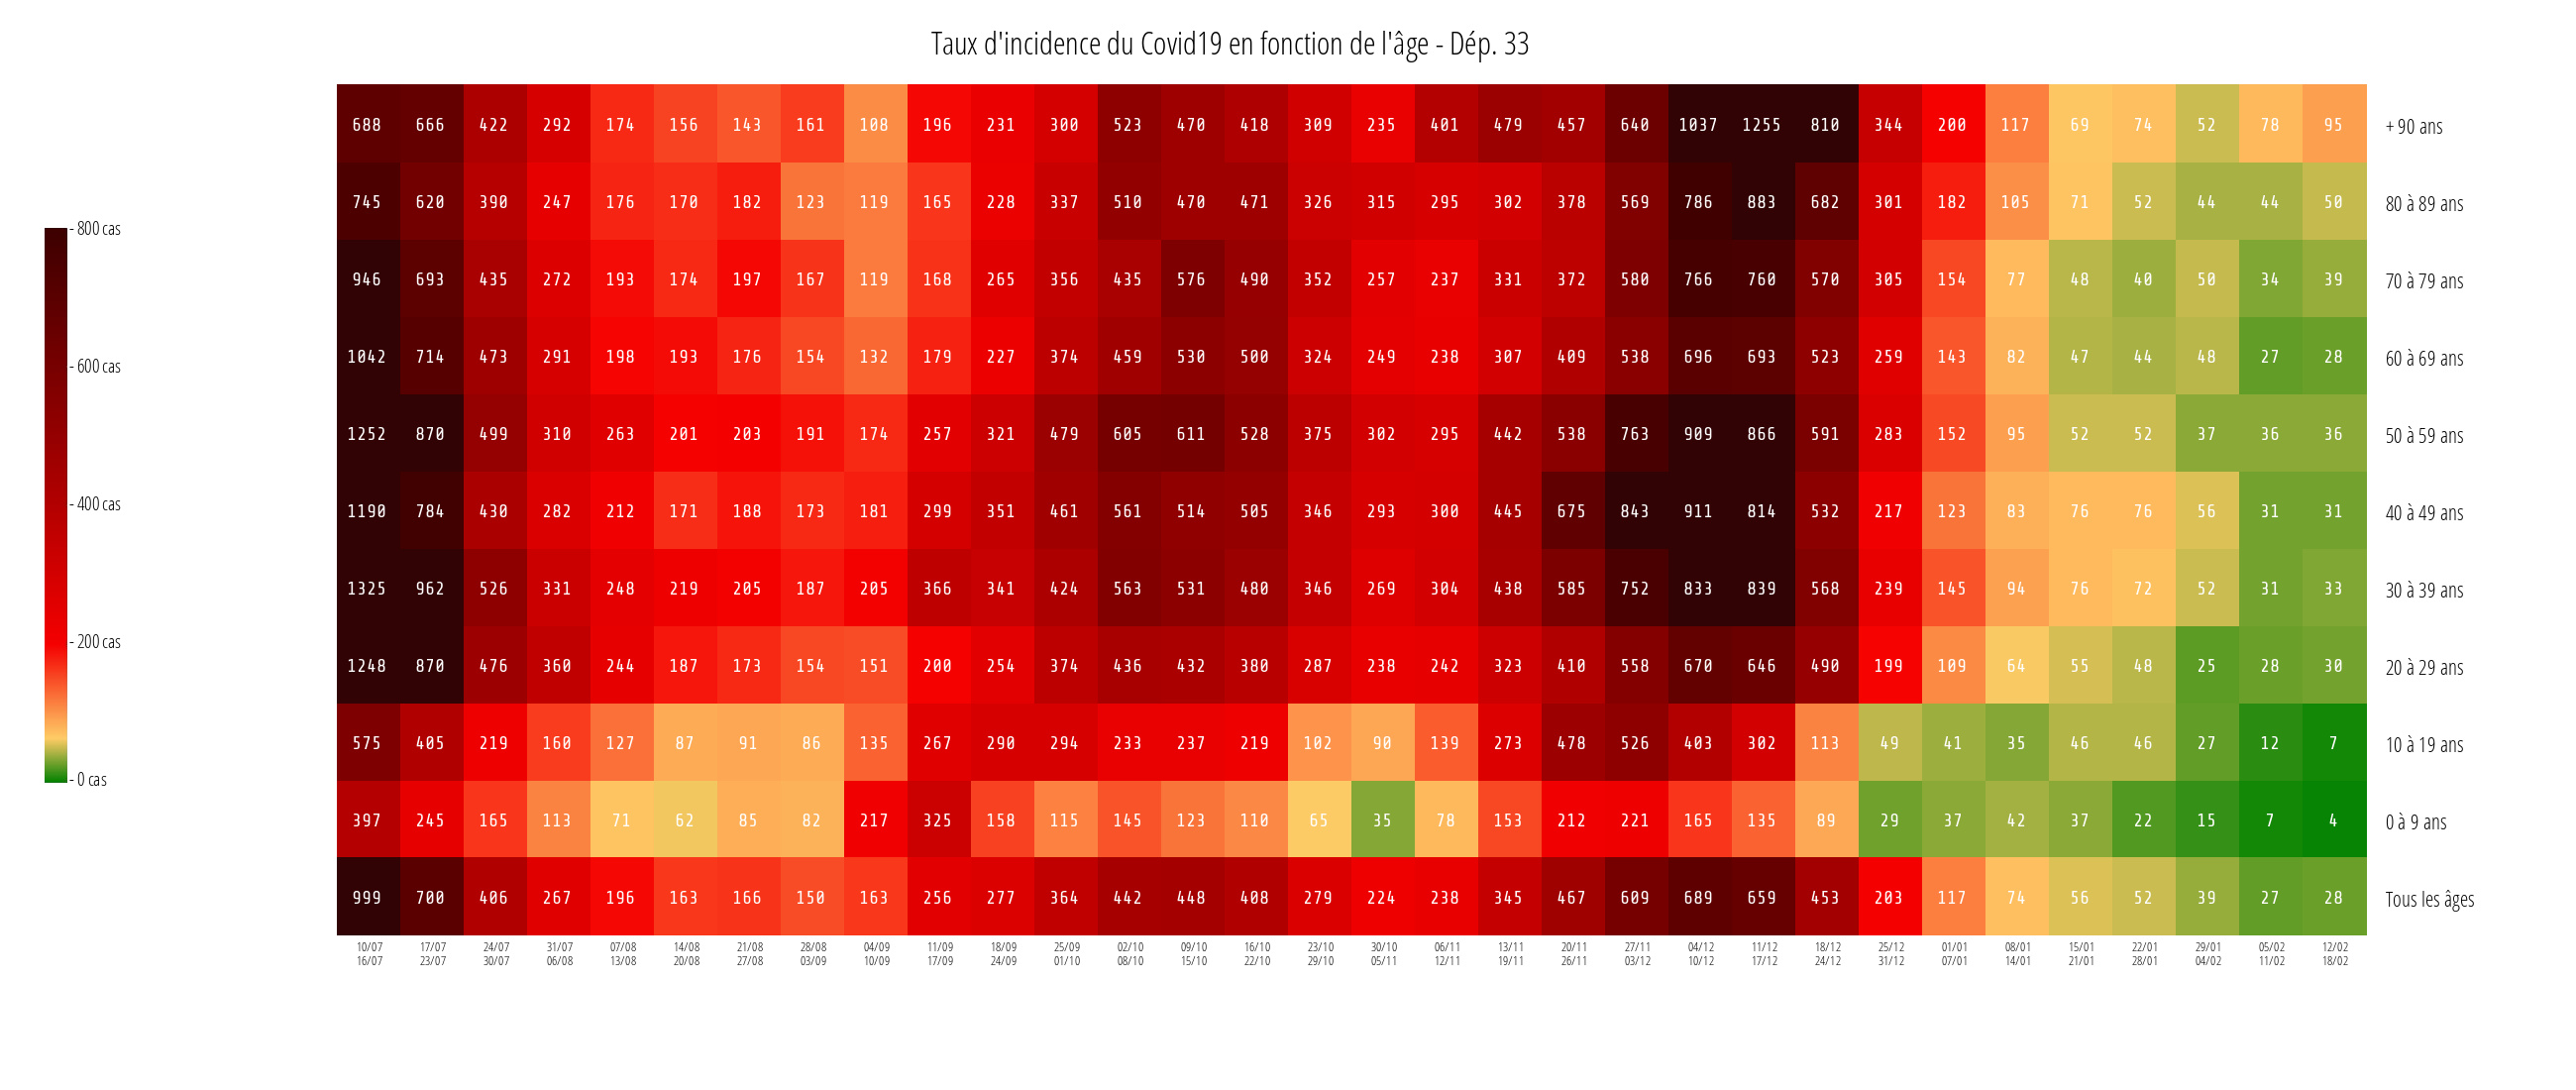 Taux d'incidence du Covid19 en fonction de l'âge - Dép. 33
688 666 422 292 174 156 143 161 108 196 231 300 523 470 418 309 235 401 479 457 640 1037 1255 810 344 200 117 69 74 52 78 95 + 90 ans
745 620 390 247 176 170 182 123 119 165 228 337 510 470 471 326 315 295 302 378 569 786 883 682 301 182 105 71 52 44 44 50 80 à 89 ans
- 800 cas
946 693 435 272 193 174 197 167 119 168 265 356 435 576 490 352 257 237 331 372 580 766 760 570 305 154 77 48 40 50 34 39 70 à 79 ans
1042 714 473 291 198 193 176 154 132 179 227 374 459 530 500 324 249 238 307 409 538 696 693 523 259 143 82 47 44 48 27 28 60 à 69 ans
- 600 cas
1252 870 499 310 263 201 203 191 174 257 321 479 605 611 528 375 302 295 442 538 763 909 866 591 283 152 95 52 52 37 36 36 50 à 59 ans
- 400 cas
1190 784 430 282 212 171 188 173 181 299 351 461 561 514 505 346 293 300 445 675 843 911 814 532 217 123 83 76 76 56 31 31 40 à 49 ans
1325 962 526 331 248 219 205 187 205 366 341 424 563 531 480 346 269 304 438 585 752 833 839 568 239 145 94 76 72 52 31 33 30 à 39 ans
- 200 cas
1248 870 476 360 244 187 173 154 151 200 254 374 436 432 380 287 238 242 323 410 558 670 646 490 199 109 64 55 48 25 28 30 20 à 29 ans
575 405 219 160 127 87 91 86 135 267 290 294 233 237 219 102 90 139 273 478 526 403 302 113 49 41 35 46 46 27 12 7 10 à 19 ans
- 0 cas
397 245 165 113 71 62 85 82 217 325 158 115 145 123 110 65 35 78 153 212 221 165 135 89 29 37 42 37 22 15 7 4 0 à 9 ans
999 700 406 267 196 163 166 150 163 256 277 364 442 448 408 279 224 238 345 467 609 689 659 453 203 117 74 56 52 39 27 28 Tous les âges
10/07 17/07 24/07 31/07 07/08 14/08 21/08 28/08 04/09 11/09 18/09 25/09 02/10 09/10 16/10 23/10 30/10 06/11 13/11 20/11 27/11 04/12 11/12 18/12 25/12 01/01 08/01 15/01 22/01 29/01 05/02 12/02
16/07 23/07 30/07 06/08 13/08 20/08 27/08 03/09 10/09 17/09 24/09 01/10 08/10 15/10 22/10 29/10 05/11 12/11 19/11 26/11 03/12 10/12 17/12 24/12 31/12 07/01 14/01 21/01 28/01 04/02 11/02 18/02